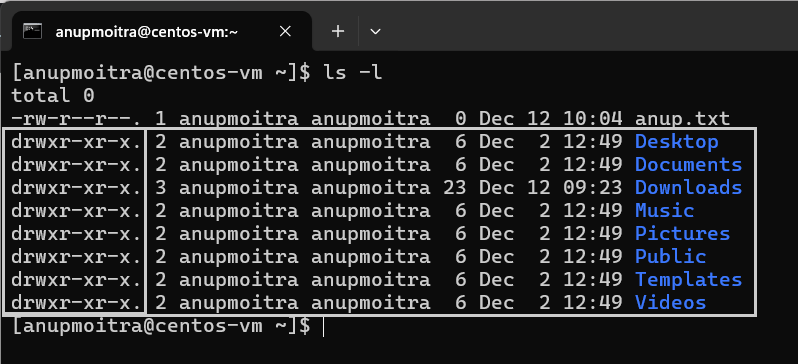 anupmoitra@centos-vm:~
[anupmoitra@centos-vm ~]$ ls -l
total 0
-rw-r--r--. 1 anupmoitra anupmoitra  0 Dec 12 10:04 anup.txt
drwxr-xr-x. 2 anupmoitra anupmoitra  6 Dec  2 12:49 Desktop
drwxr-xr-x. 2 anupmoitra anupmoitra  6 Dec  2 12:49 Documents
drwxr-xr-x. 3 anupmoitra anupmoitra 23 Dec 12 09:23 Downloads
drwxr-xr-x. 2 anupmoitra anupmoitra  6 Dec  2 12:49 Music
drwxr-xr-x. 2 anupmoitra anupmoitra  6 Dec  2 12:49 Pictures
drwxr-xr-x. 2 anupmoitra anupmoitra  6 Dec  2 12:49 Public
drwxr-xr-x. 2 anupmoitra anupmoitra  6 Dec  2 12:49 Templates
drwxr-xr-x. 2 anupmoitra anupmoitra  6 Dec  2 12:49 Videos
[anupmoitra@centos-vm ~]$